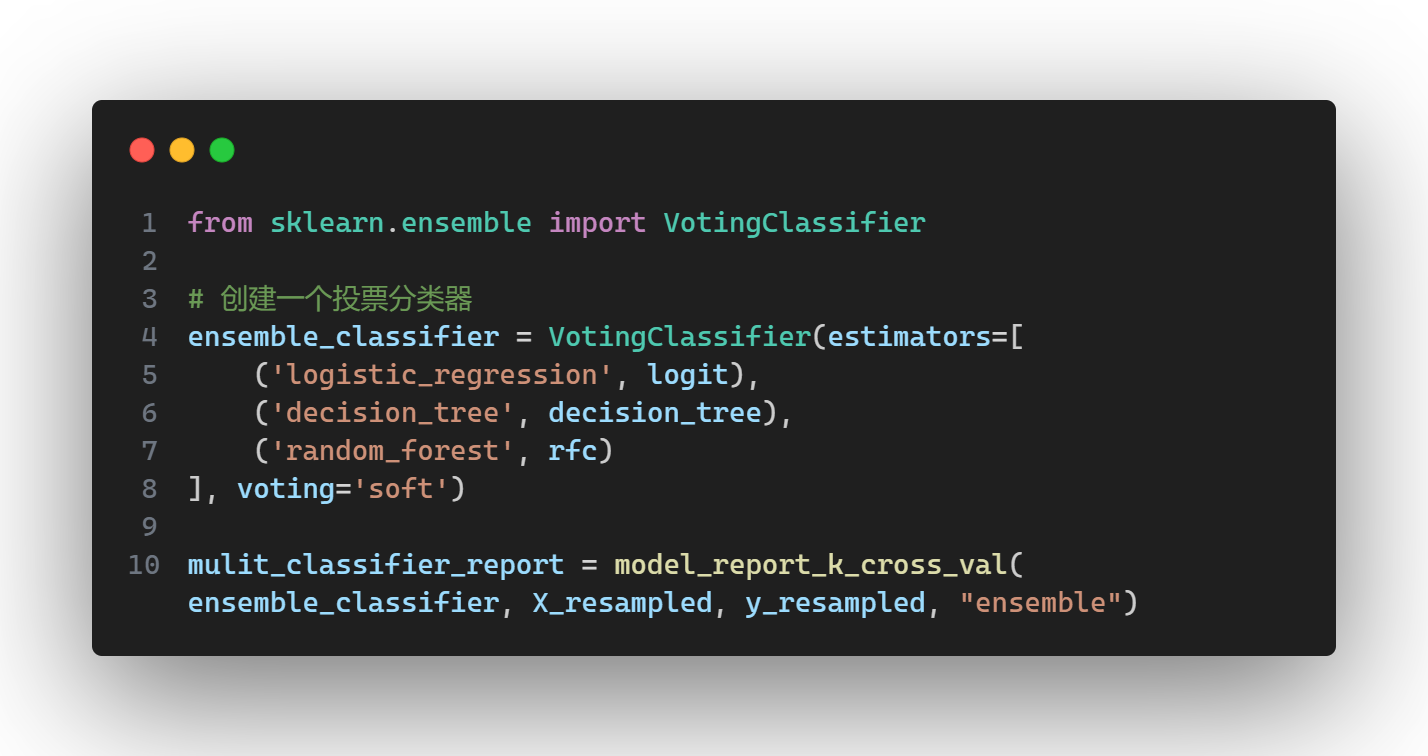 1 from sklearn.ensemble import VotingClassifier
2
3 # 创建一个投票分类器
4 ensemble_classifier = VotingClassifier(estimators=[
5     ('logistic_regression', logit),
6     ('decision_tree', decision_tree),
7     ('random_forest', rfc)
8 ], voting='soft')
9
10 mulit_classifier_report = model_report_k_cross_val(
ensemble_classifier, X_resampled, y_resampled, "ensemble")